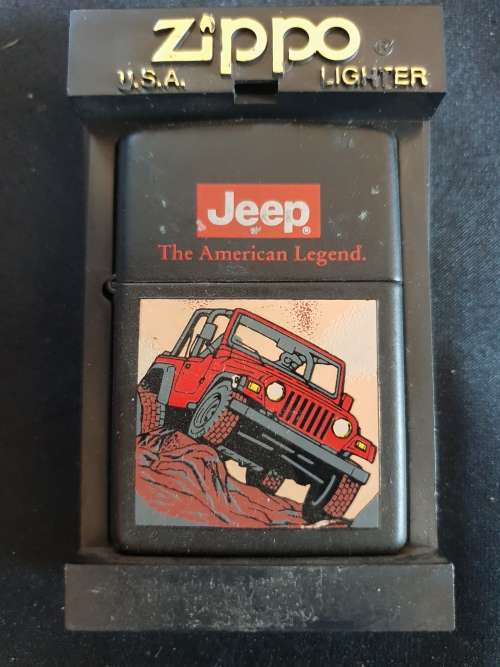 zippo®
U.S.A. LIGHTER
Jeep®
The American Legend.